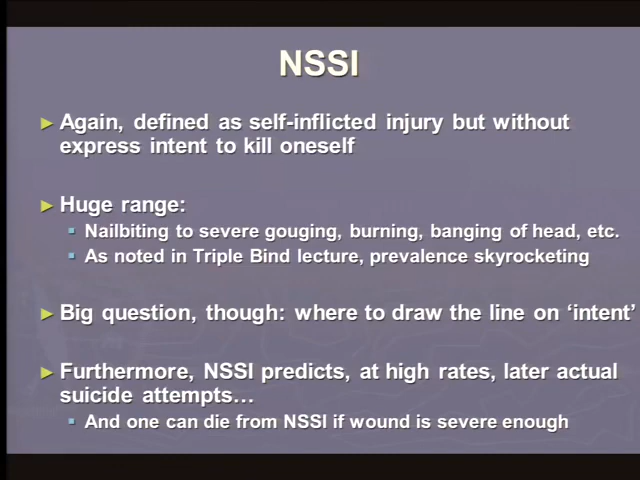 NSSI
► Again, defined as self-inflicted injury but without
express intent to kill oneself
► Huge range:
▪ Nailbiting to severe gouging, burning, banging of head, etc.
▪ As noted in Triple Bind lecture, prevalence skyrocketing
► Big question, though: where to draw the line on ‘intent’
► Furthermore, NSSI predicts, at high rates, later actual
suicide attempts…
▪ And one can die from NSSI if wound is severe enough